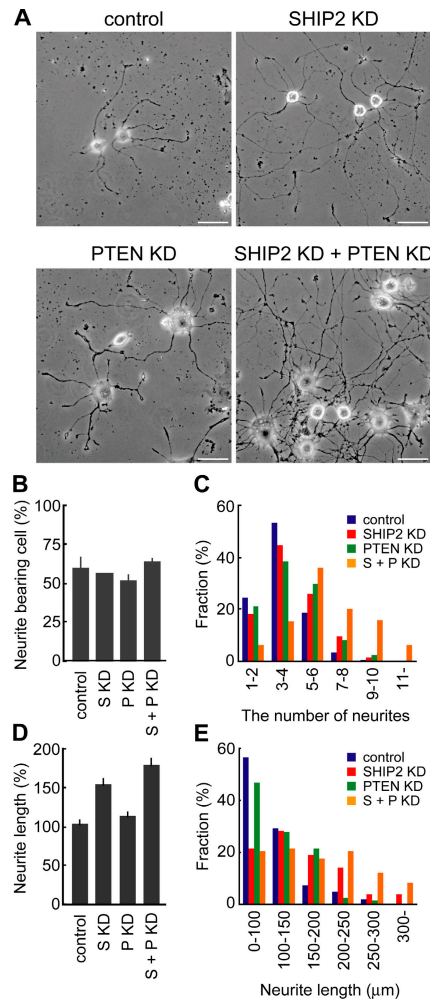 A
control
SHIP2 KD
PTEN KD
SHIP2 KD + PTEN KD
B
Neurite bearing cell (%)
100
75
50
25
0
control
S KD
P KD
S + P KD
C
Fraction (%)
60
40
20
0
control
SHIP2 KD
PTEN KD
S + P KD
1-2
3-4
5-6
7-8
9-10
11-
The number of neurites
D
Neurite length (%)
200
150
100
50
0
control
S KD
P KD
S + P KD
E
Fraction (%)
60
40
20
0
control
SHIP2 KD
PTEN KD
S + P KD
0-100
100-150
150-200
200-250
250-300
300-
Neurite length (μm)